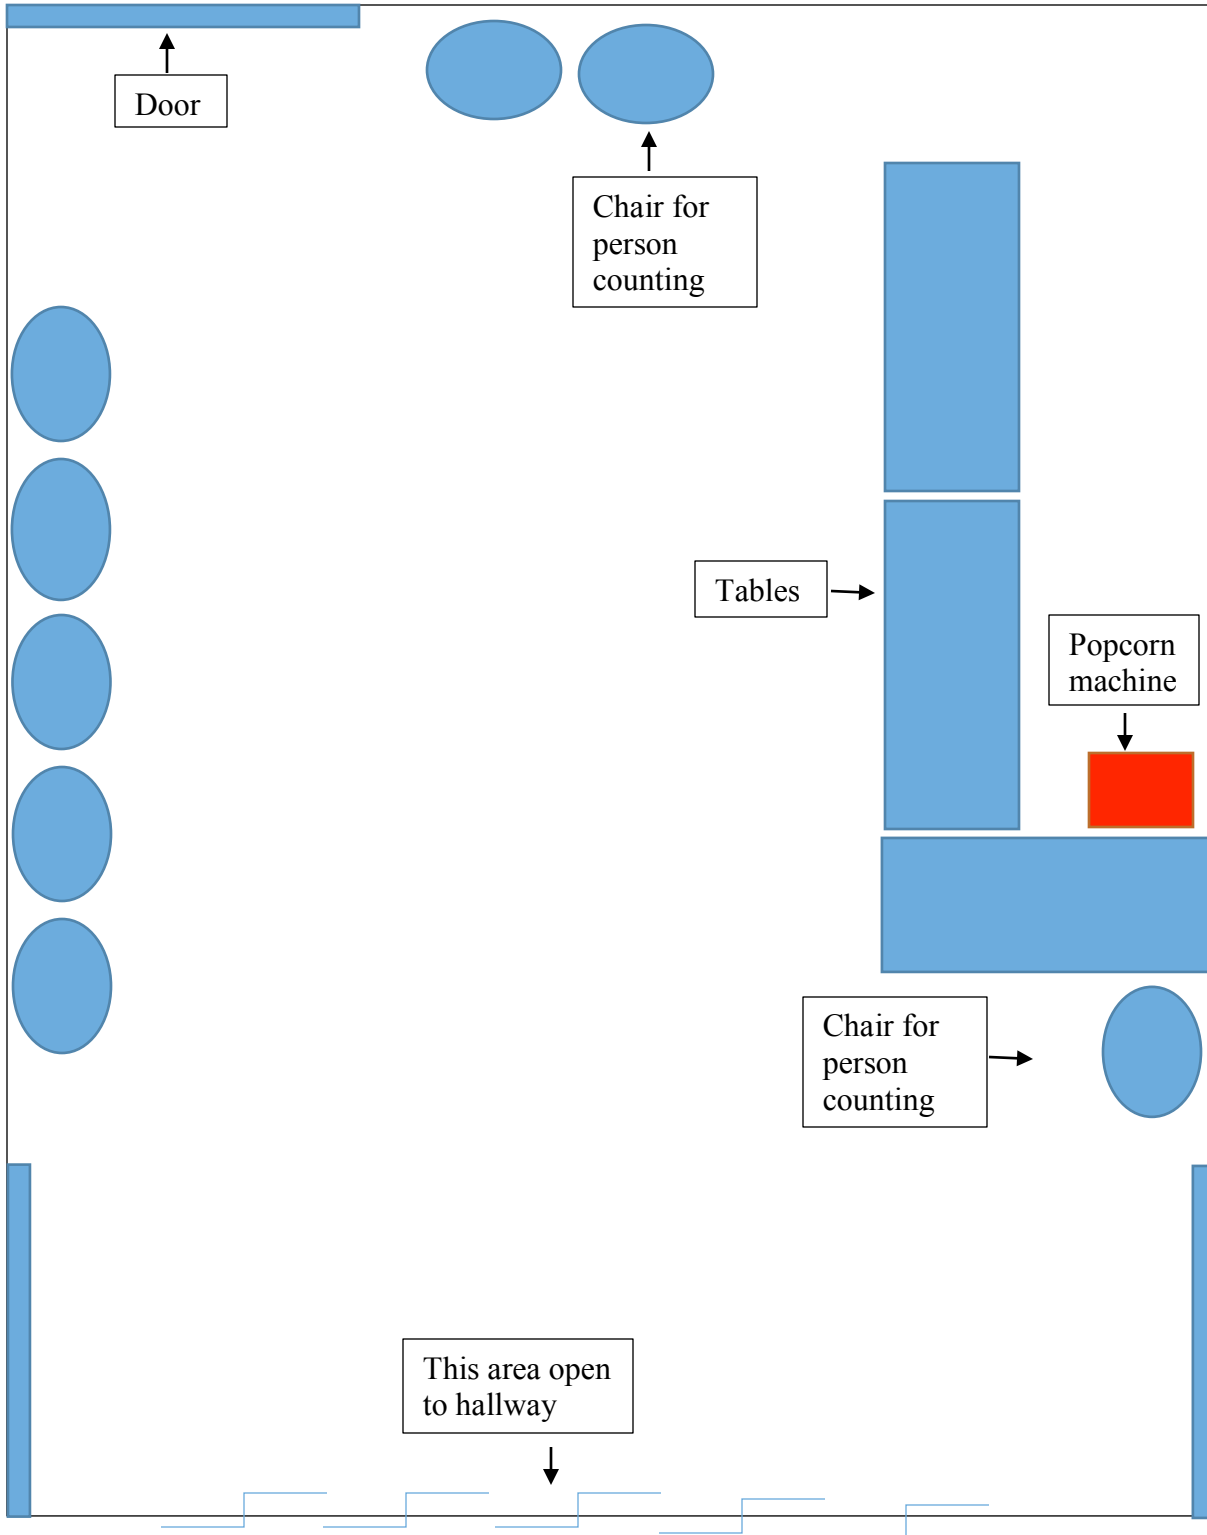 Door
Chair for
person
counting
Tables
Popcorn
machine
Chair for
person
counting
This area open
to hallway